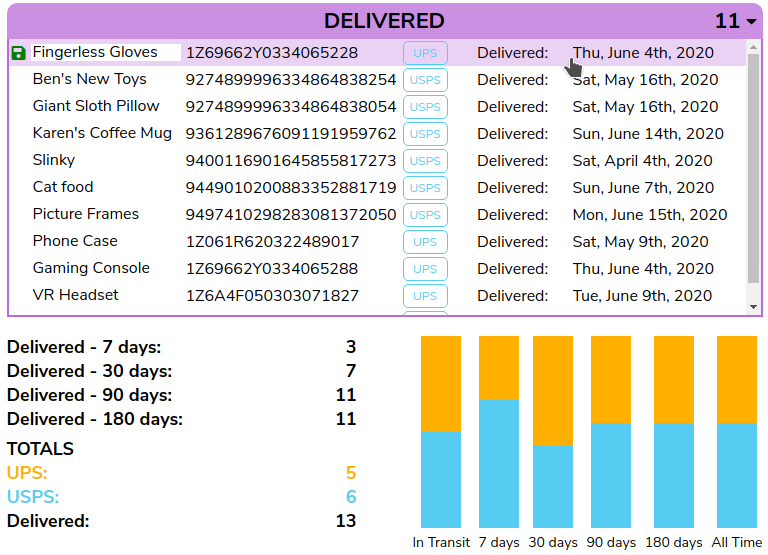 DELIVERED 11
Fingerless Gloves 1Z69662Y0334065228 UPS Delivered: Thu, June 4th, 2020
Ben's New Toys 9274899996334864838254 USPS Delivered: Sat, May 16th, 2020
Giant Sloth Pillow 9274899996334864838054 USPS Delivered: Sat, May 16th, 2020
Karen's Coffee Mug 9361289676091191959762 USPS Delivered: Sun, June 14th, 2020
Slinky 9400116901645855817273 USPS Delivered: Sat, April 4th, 2020
Cat food 9449010200883352881719 USPS Delivered: Sun, June 7th, 2020
Picture Frames 9497410298283081372050 USPS Delivered: Mon, June 15th, 2020
Phone Case 1Z061R620322489017 UPS Delivered: Sat, May 9th, 2020
Gaming Console 1Z69662Y0334065288 UPS Delivered: Thu, June 4th, 2020
VR Headset 1Z6A4F050303071827 UPS Delivered: Tue, June 9th, 2020
Delivered - 7 days: 3
Delivered - 30 days: 7
Delivered - 90 days: 11
Delivered - 180 days: 11
TOTALS
UPS: 5
USPS: 6
Delivered: 13
In Transit 7 days 30 days 90 days 180 days All Time